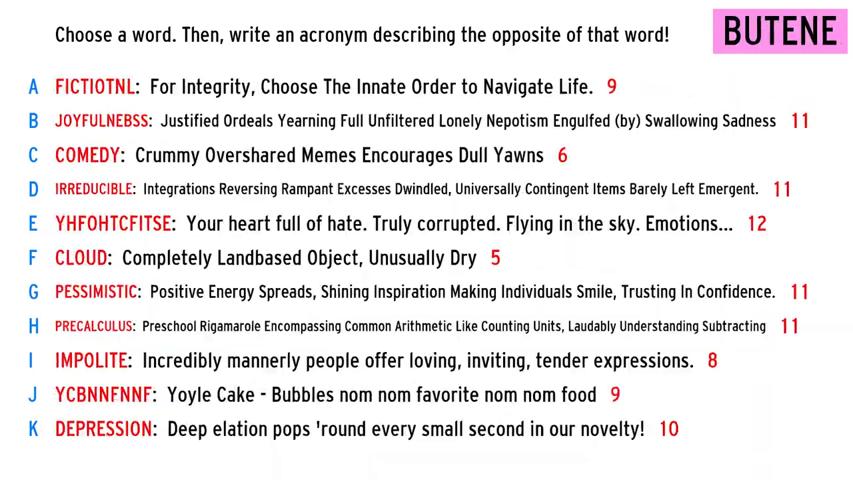 Choose a word. Then, write an acronym describing the opposite of that word!
BUTENE
A FICTIOTNL: For Integrity, Choose The Innate Order to Navigate Life. 9
B JOYFULNEBSS: Justified Ordeals Yearning Full Unfiltered Lonely Nepotism Engulfed (by) Swallowing Sadness 11
C COMEDY: Crummy Overshared Memes Encourages Dull Yawns 6
D IRREDUCIBLE: Integrations Reversing Rampant Excesses Dwindled, Universally Contingent Items Barely Left Emergent. 11
E YHFOHTCFITSE: Your heart full of hate. Truly corrupted. Flying in the sky. Emotions... 12
F CLOUD: Completely Landbased Object, Unusually Dry 5
G PESSIMISTIC: Positive Energy Spreads, Shining Inspiration Making Individuals Smile, Trusting In Confidence. 11
H PRECALCULUS: Preschool Rigamarole Encompassing Common Arithmetic Like Counting Units, Laudably Understanding Subtracting 11
I IMPOLITE: Incredibly mannerly people offer loving, inviting, tender expressions. 8
J YCBNNFNNF: Yoyle Cake - Bubbles nom nom favorite nom nom food 9
K DEPRESSION: Deep elation pops 'round every small second in our novelty! 10